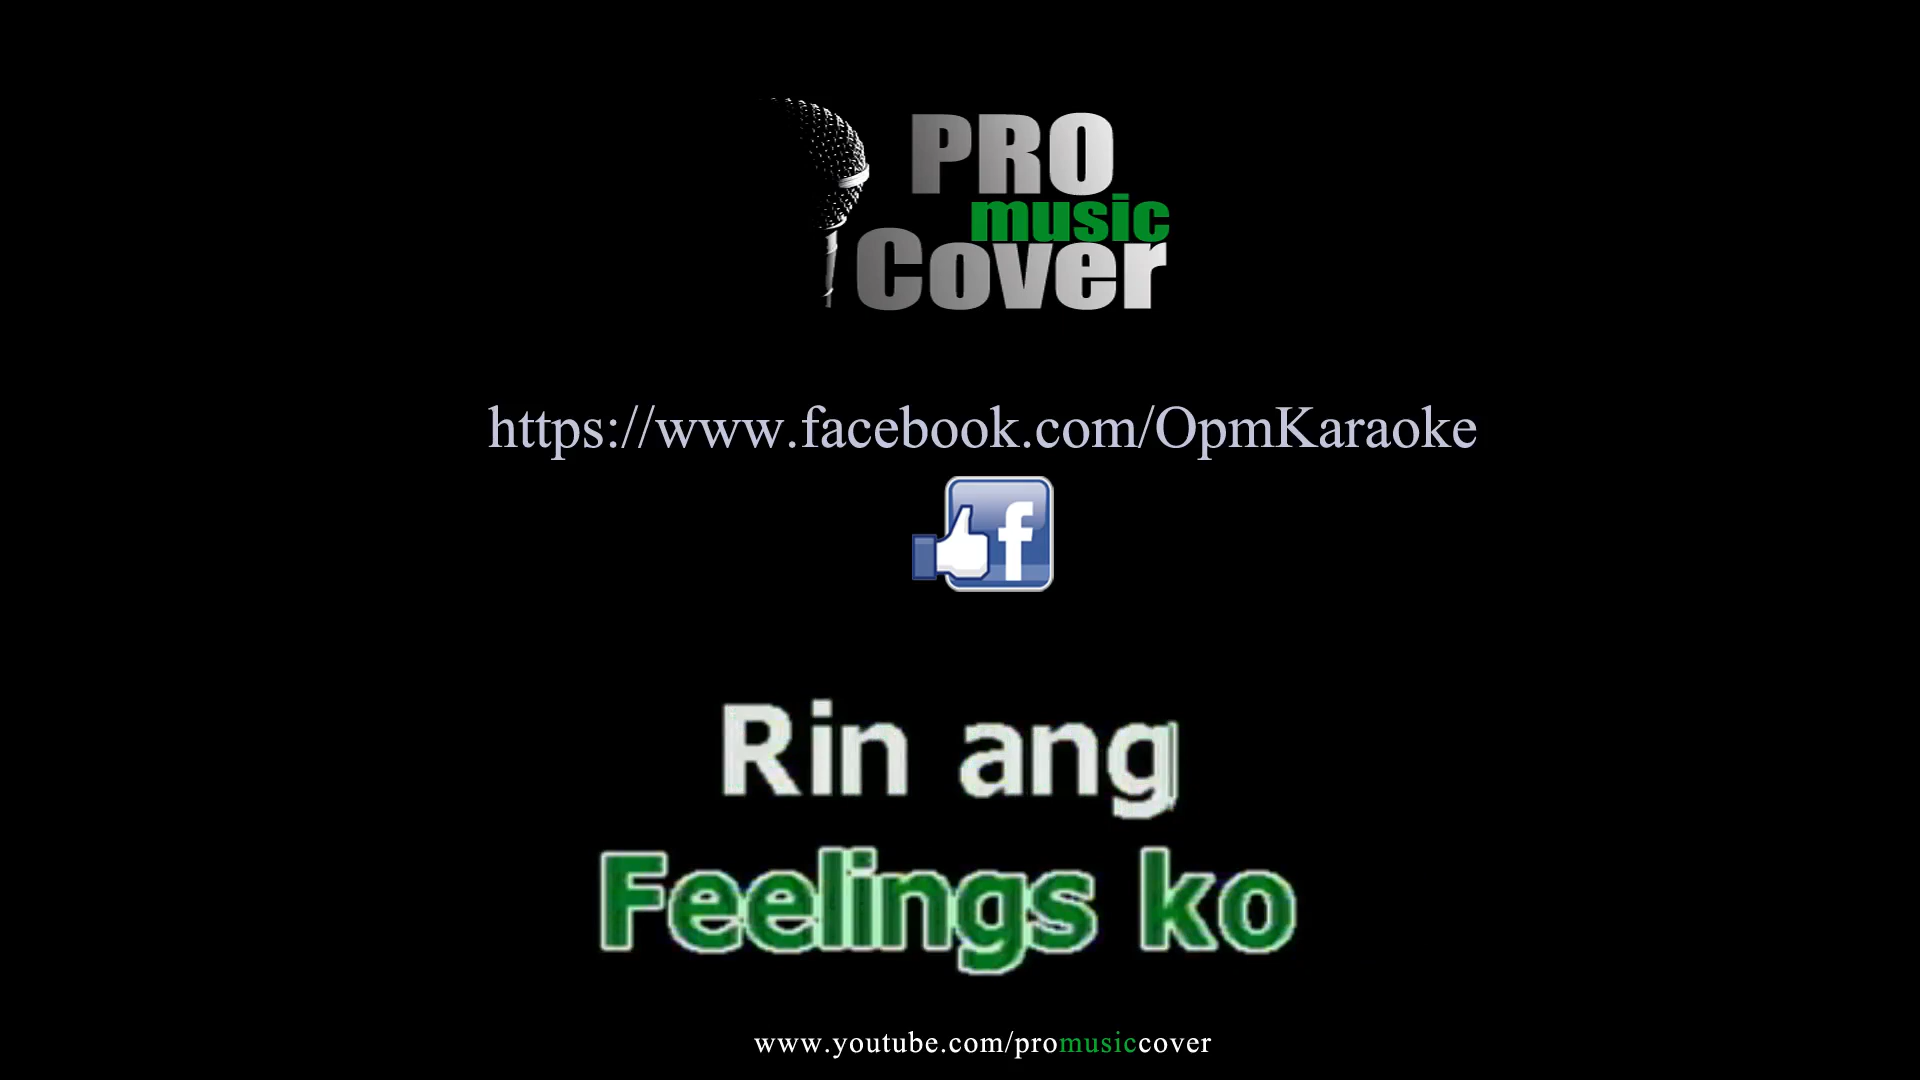 PRO
music
Cover
https://www.facebook.com/OpmKaraoke
f
Rin ang
Feelings ko
www.youtube.com/promusiccover